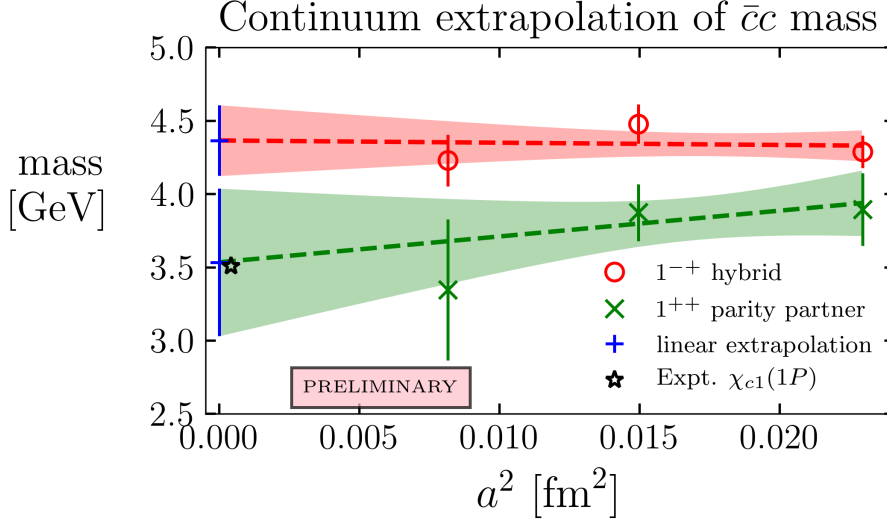 Continuum extrapolation of c̄c mass
5.0
4.5
4.0
3.5
3.0
2.5
mass
[GeV]
1⁻⁺ hybrid
1⁺⁺ parity partner
linear extrapolation
Expt. χ_c1(1P)
PRELIMINARY
0.000 0.005 0.010 0.015 0.020
a² [fm²]